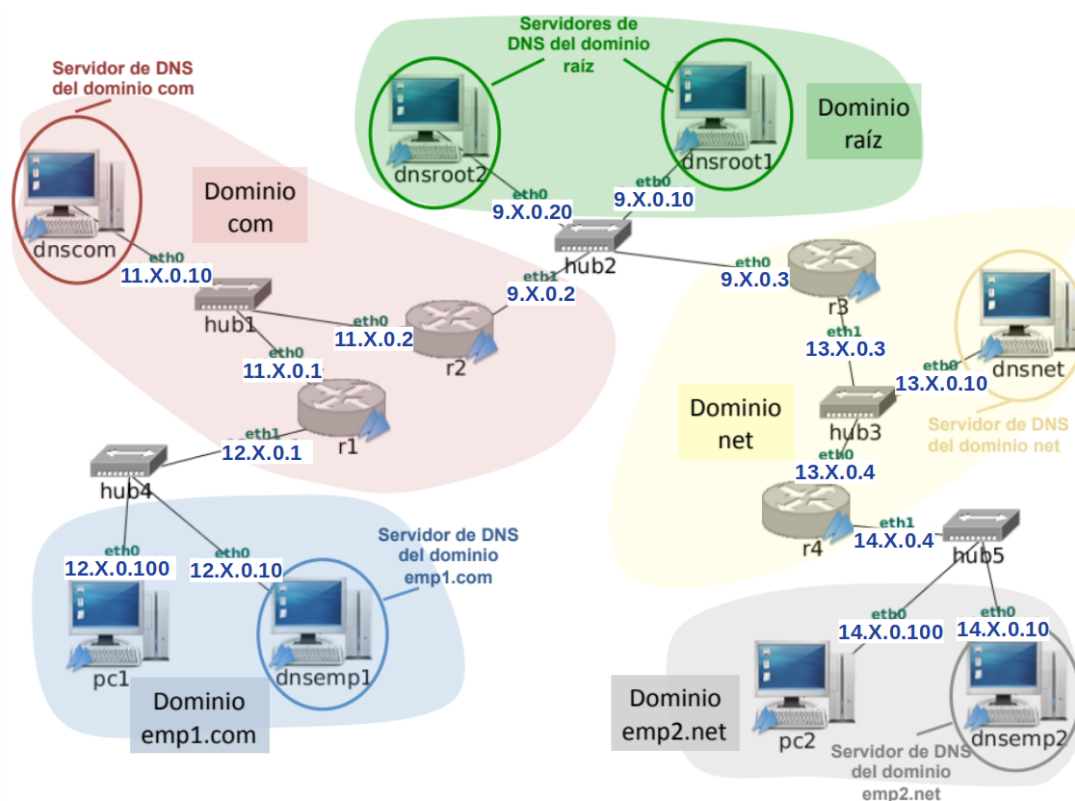 Servidores de
DNS del dominio
raíz
Servidor de DNS
del dominio com
Dominio
raíz
dnsroot2
dnsroot1
eth0
9.X.0.20
eth0
9.X.0.10
Dominio
com
dnscom
eth0
11.X.0.10
hub2
eth1
9.X.0.2
eth0
9.X.0.3
r3
hub1
eth0
11.X.0.2
r2
eth0
11.X.0.1
eth1
13.X.0.3
eth0
13.X.0.10
dnsnet
Dominio
net
hub3
Servidor de DNS
del dominio net
r1
eth1
12.X.0.1
hub4
eth0
13.X.0.4
r4
eth1
14.X.0.4
hub5
Servidor de DNS
del dominio
emp1.com
eth0
12.X.0.100
eth0
12.X.0.10
pc1
dnsemp1
Dominio
emp1.com
eth0
14.X.0.100
eth0
14.X.0.10
Dominio
emp2.net
pc2
dnsemp2
Servidor de DNS
del dominio
emp2.net